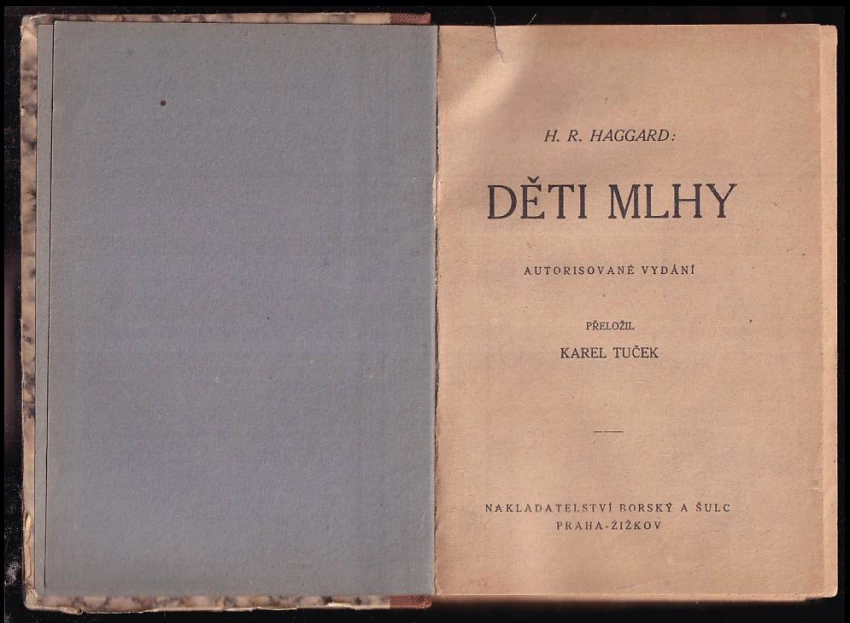 H. R. HAGGARD:
DĚTI MLHY
AUTORISOVANÉ VYDÁNÍ
PŘELOŽIL
KAREL TUČEK
NAKLADATELSTVÍ BORSKÝ A ŠULC
PRAHA-ŽIŽKOV